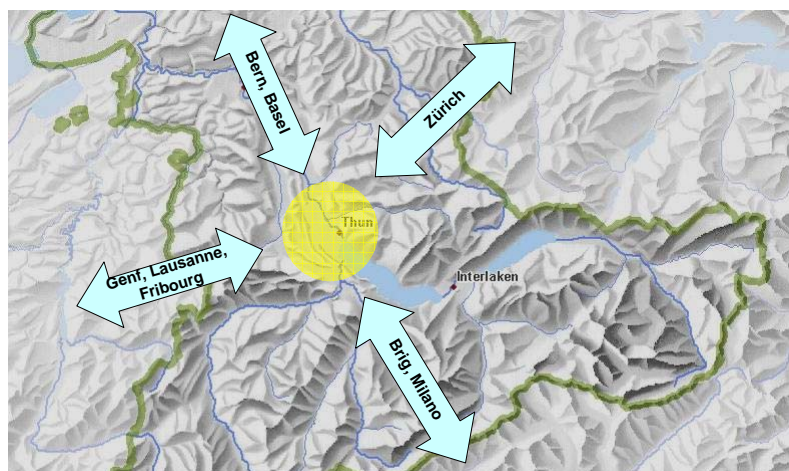 Bern, Basel
Zürich
Thun
Genf, Lausanne,
Fribourg
Interlaken
Brig, Milano